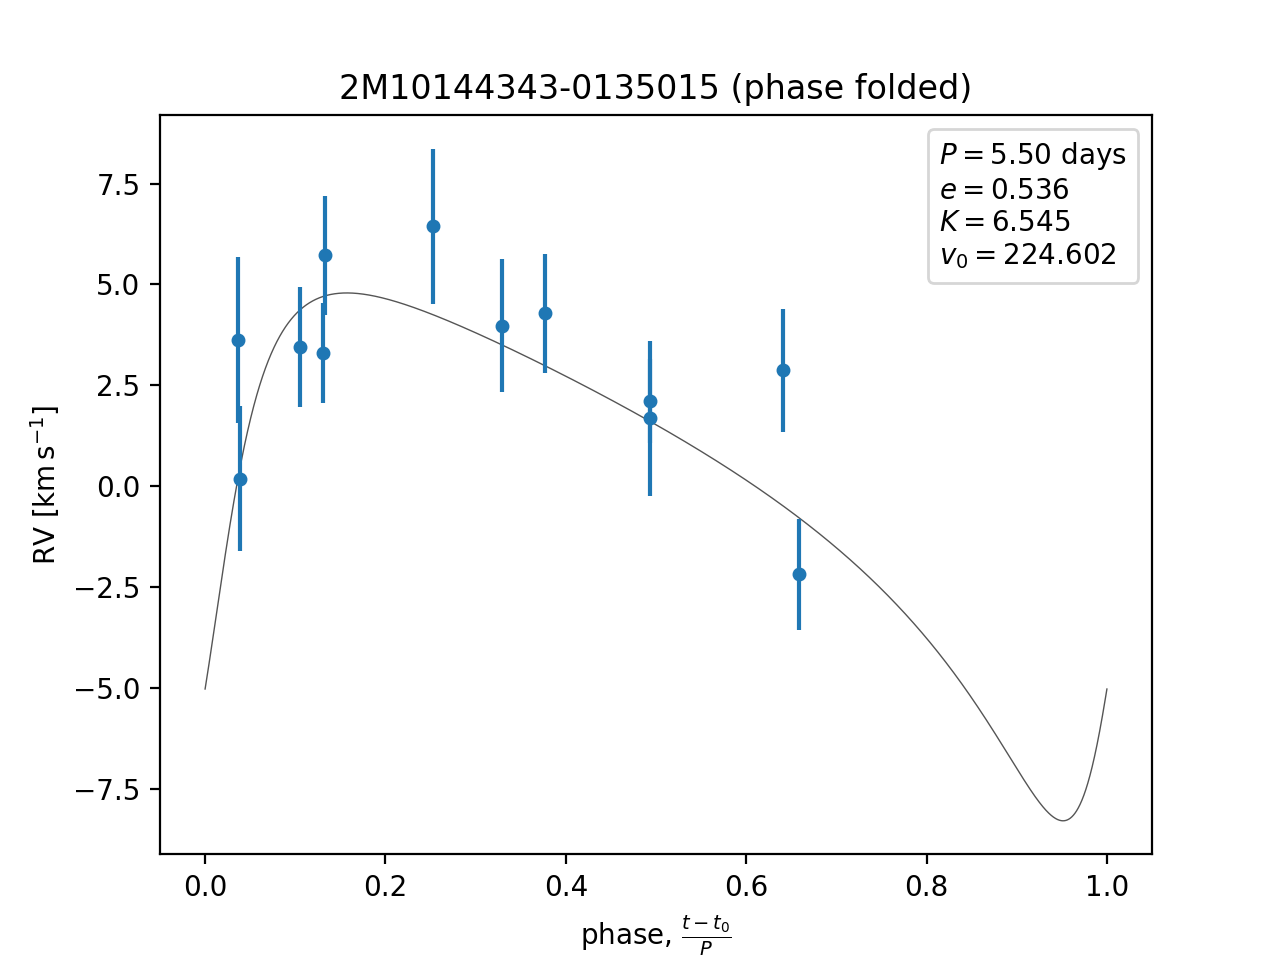 2M10144343-0135015 (phase folded)
P = 5.50 days
e = 0.536
K = 6.545
v₀ = 224.602
RV [km s⁻¹]
7.5
5.0
2.5
0.0
−2.5
−5.0
−7.5
0.0 0.2 0.4 0.6 0.8 1.0
phase, (t − t₀)/P